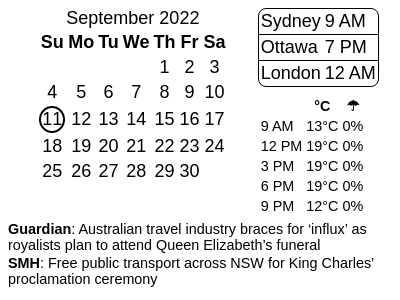 September 2022
Su Mo Tu We Th Fr Sa
1 2 3
4 5 6 7 8 9 10
11 12 13 14 15 16 17
18 19 20 21 22 23 24
25 26 27 28 29 30
Sydney 9 AM
Ottawa 7 PM
London 12 AM
°C ☂
9 AM 13°C 0%
12 PM 19°C 0%
3 PM 19°C 0%
6 PM 19°C 0%
9 PM 12°C 0%
Guardian: Australian travel industry braces for ‘influx’ as
royalists plan to attend Queen Elizabeth’s funeral
SMH: Free public transport across NSW for King Charles’
proclamation ceremony